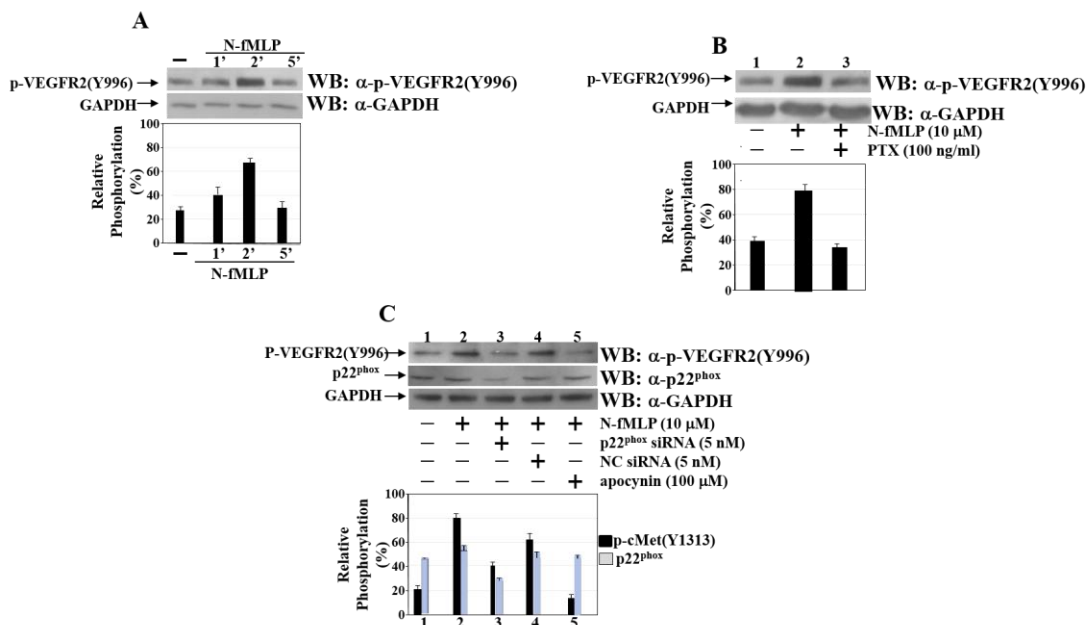 A
N-fMLP
– 1’ 2’ 5’
p-VEGFR2(Y996) WB: α-p-VEGFR2(Y996)
GAPDH WB: α-GAPDH
Relative Phosphorylation (%)
100
80
60
40
20
0
– 1’ 2’ 5’
N-fMLP
B
1 2 3
p-VEGFR2(Y996) WB: α-p-VEGFR2(Y996)
GAPDH WB: α-GAPDH
– + + N-fMLP (10 μM)
– – + PTX (100 ng/ml)
Relative Phosphorylation (%)
100
80
60
40
20
0
C
1 2 3 4 5
P-VEGFR2(Y996) WB: α-p-VEGFR2(Y996)
p22phox WB: α-p22phox
GAPDH WB: α-GAPDH
– + + + + N-fMLP (10 μM)
– – + – – p22phox siRNA (5 nM)
– – – + – NC siRNA (5 nM)
– – – – + apocynin (100 μM)
Relative Phosphorylation (%)
100
80
60
40
20
0
1 2 3 4 5
p-cMet(Y1313)
p22phox